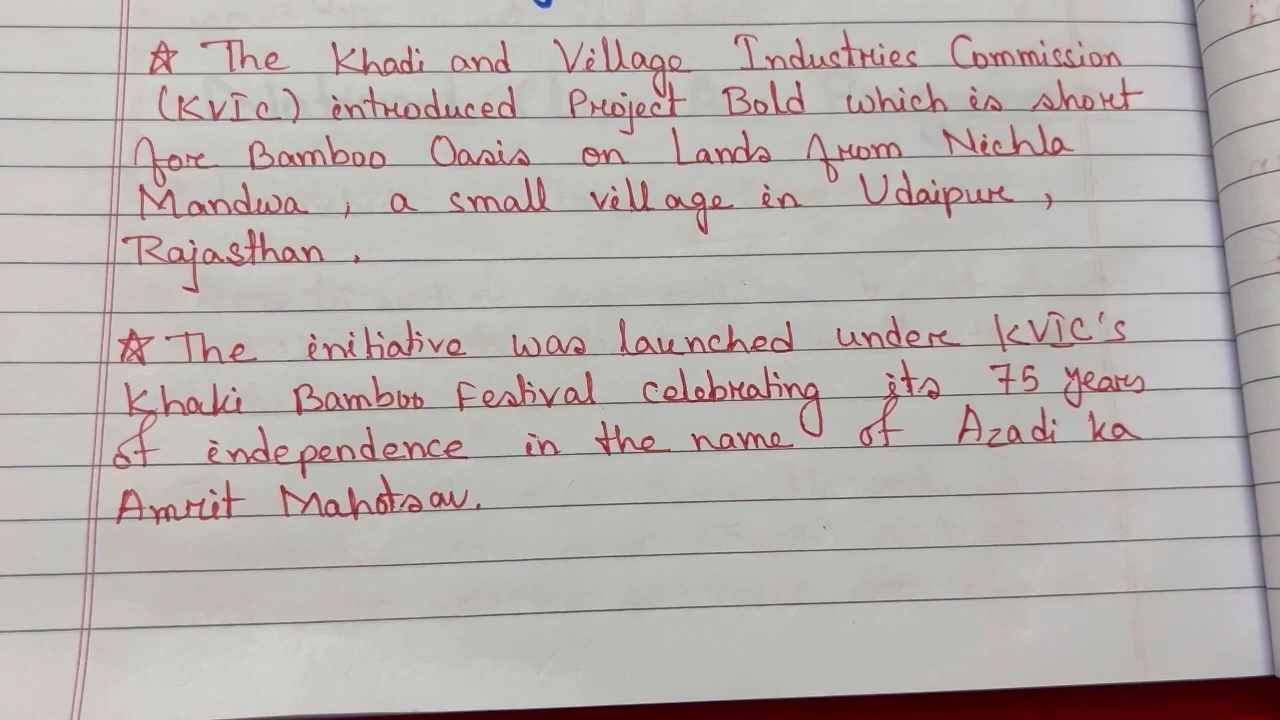 ☆ The Khadi and Village Industries Commission
(KVIC) introduced Project Bold which is short
for Bamboo Oasis on Lands from Nichla
Mandwa, a small village in Udaipur,
Rajasthan.
☆ The initiative was launched under KVIC's
Khaki Bamboo Festival celebrating its 75 years
of independence in the name of Azadi ka
Amrit Mahotsav.